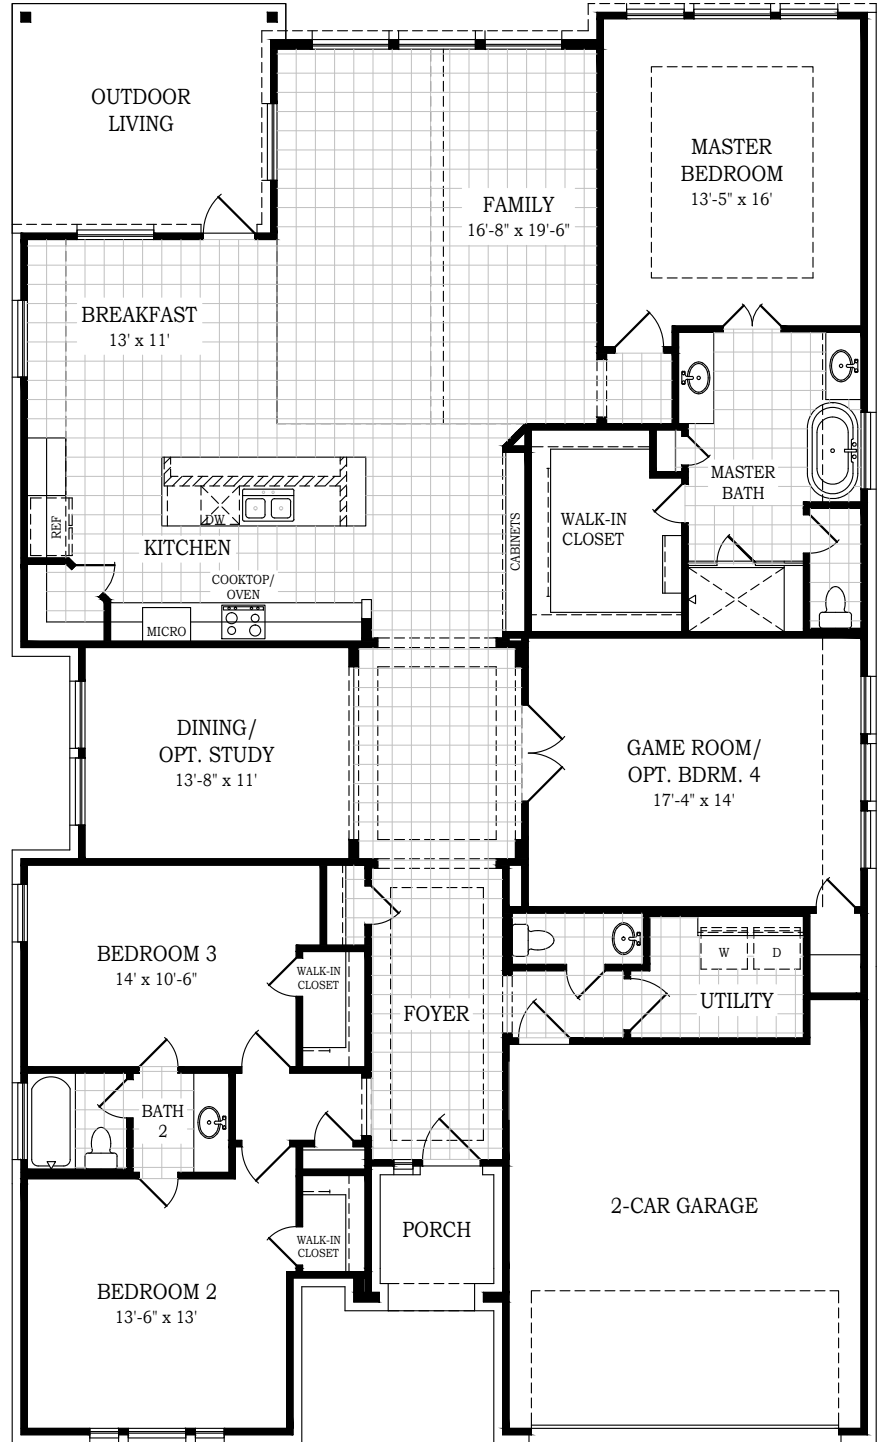 OUTDOOR
LIVING
MASTER
BEDROOM
13'-5" x 16'
FAMILY
16'-8" x 19'-6"
BREAKFAST
13' x 11'
MASTER
BATH
WALK-IN
CLOSET
CABINETS
REF
DW
KITCHEN
COOKTOP/
OVEN
MICRO
DINING/
OPT. STUDY
13'-8" x 11'
GAME ROOM/
OPT. BDRM. 4
17'-4" x 14'
BEDROOM 3
14' x 10'-6"
WALK-IN
CLOSET
FOYER
W
D
UTILITY
BATH
2
2-CAR GARAGE
PORCH
WALK-IN
CLOSET
BEDROOM 2
13'-6" x 13'